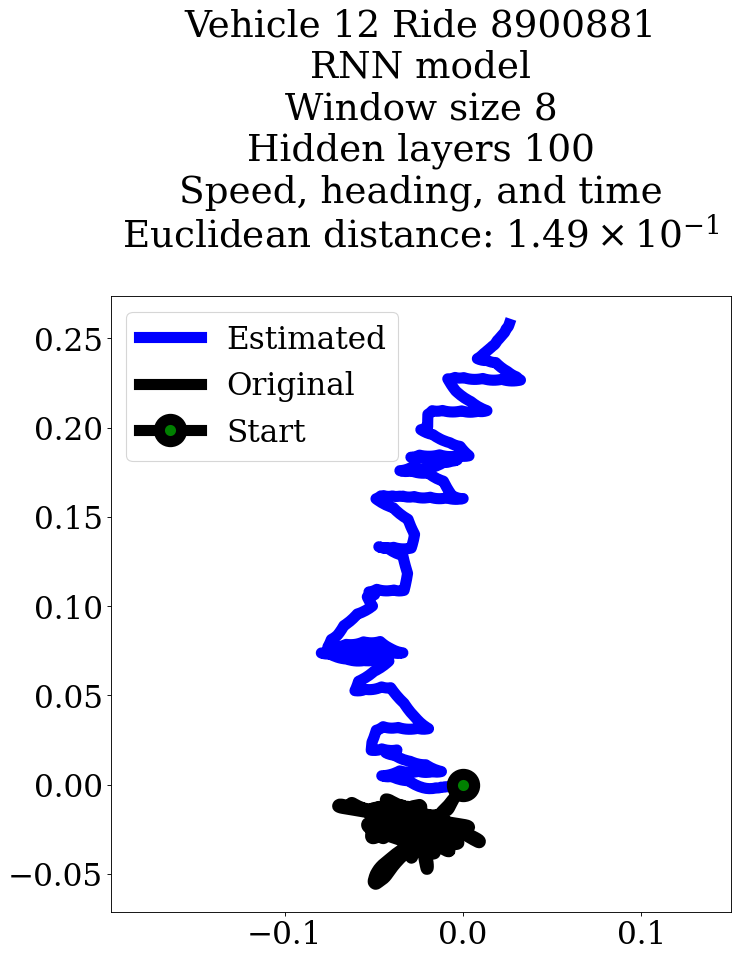 Vehicle 12 Ride 8900881
RNN model
Window size 8
Hidden layers 100
Speed, heading, and time
Euclidean distance: 1.49 × 10⁻¹
Estimated
Original
Start
0.25
0.20
0.15
0.10
0.05
0.00
−0.05
−0.1 0.0 0.1